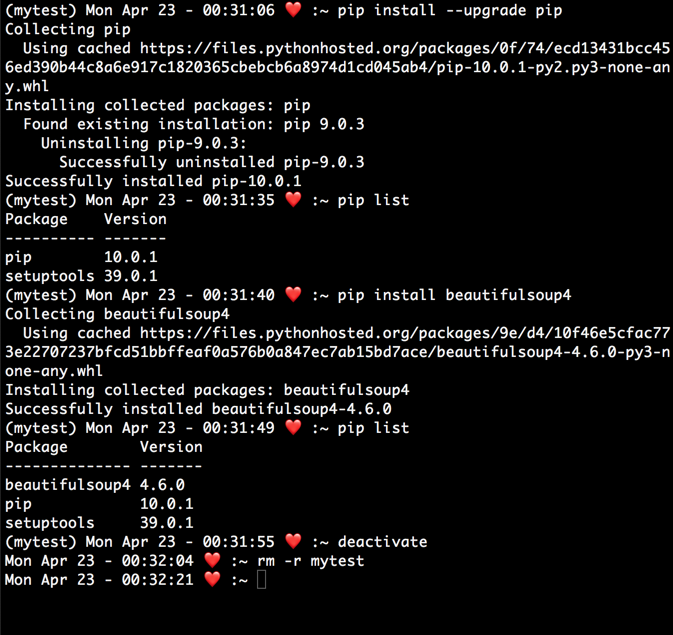 (mytest) Mon Apr 23 - 00:31:06 ❤️ :~ pip install --upgrade pip
Collecting pip
  Using cached https://files.pythonhosted.org/packages/0f/74/ecd13431bcc45
6ed390b44c8a6e917c1820365cbebcb6a8974d1cd045ab4/pip-10.0.1-py2.py3-none-an
y.whl
Installing collected packages: pip
  Found existing installation: pip 9.0.3
    Uninstalling pip-9.0.3:
      Successfully uninstalled pip-9.0.3
Successfully installed pip-10.0.1
(mytest) Mon Apr 23 - 00:31:35 ❤️ :~ pip list
Package    Version
---------- -------
pip        10.0.1
setuptools 39.0.1
(mytest) Mon Apr 23 - 00:31:40 ❤️ :~ pip install beautifulsoup4
Collecting beautifulsoup4
  Using cached https://files.pythonhosted.org/packages/9e/d4/10f46e5cfac77
3e22707237bfcd51bbffeaf0a576b0a847ec7ab15bd7ace/beautifulsoup4-4.6.0-py3-n
one-any.whl
Installing collected packages: beautifulsoup4
Successfully installed beautifulsoup4-4.6.0
(mytest) Mon Apr 23 - 00:31:49 ❤️ :~ pip list
Package        Version
-------------- -------
beautifulsoup4 4.6.0
pip            10.0.1
setuptools     39.0.1
(mytest) Mon Apr 23 - 00:31:55 ❤️ :~ deactivate
Mon Apr 23 - 00:32:04 ❤️ :~ rm -r mytest
Mon Apr 23 - 00:32:21 ❤️ :~